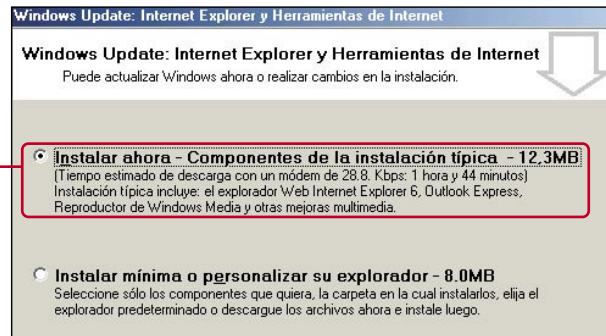 Windows Update: Internet Explorer y Herramientas de Internet
Windows Update: Internet Explorer y Herramientas de Internet
Puede actualizar Windows ahora o realizar cambios en la instalación.
Instalar ahora - Componentes de la instalación típica - 12,3MB
(Tiempo estimado de descarga con un módem de 28.8. Kbps: 1 hora y 44 minutos)
Instalación típica incluye: el explorador Web Internet Explorer 6, Outlook Express,
Reproductor de Windows Media y otras mejoras multimedia.
Instalar mínima o personalizar su explorador - 8.0MB
Seleccione sólo los componentes que quiera, la carpeta en la cual instalarlos, elija el
explorador predeterminado o descargue los archivos ahora e instale luego.